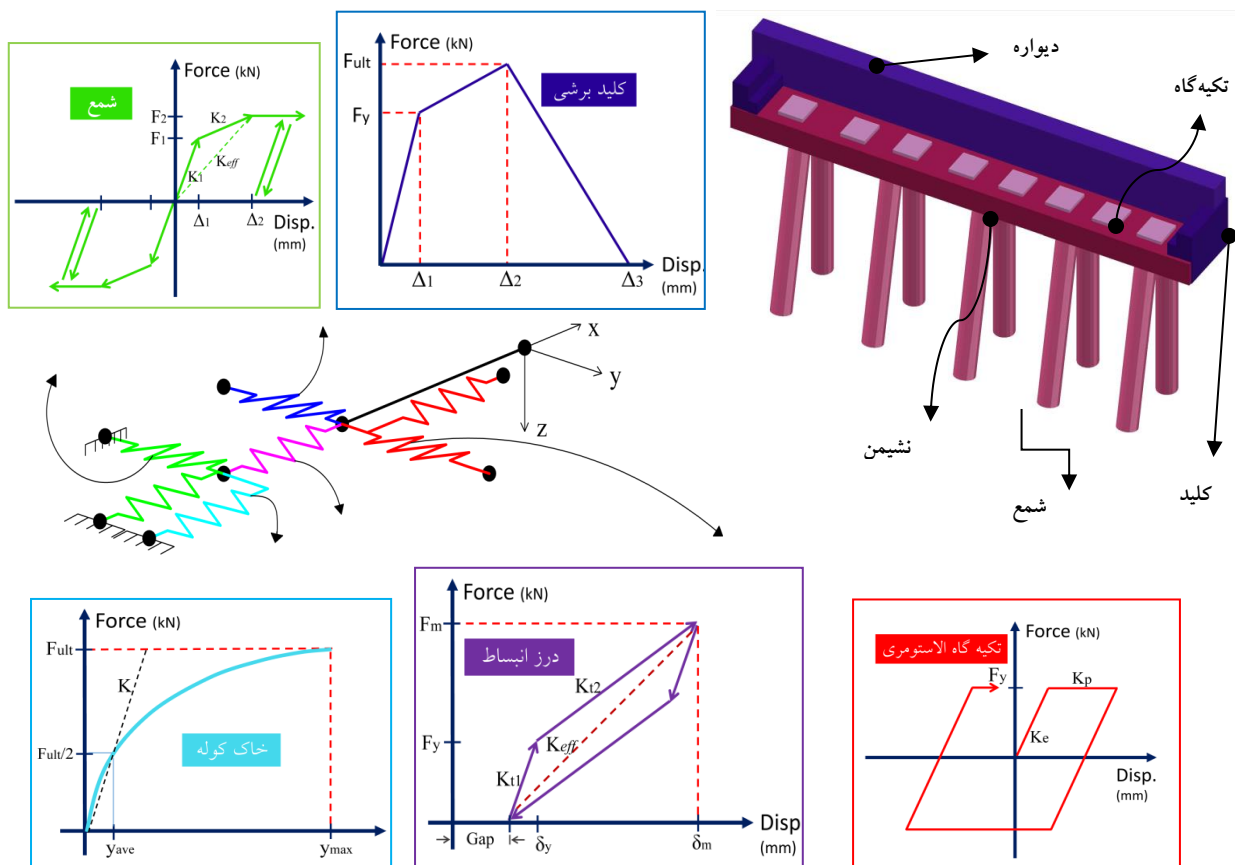 Force (kN)
شمع
F₂
F₁
K₂
Keff
K₁
Δ₁
Δ₂
Disp.
(mm)
Force (kN)
Fult
Fy
کلید برشی
Δ₁
Δ₂
Δ₃
Disp.
(mm)
دیواره
تکیه‌گاه
نشیمن
شمع
کلید
x
y
z
Force (kN)
Fult
K
Fult/2
خاک کوله
yave
ymax
Force (kN)
Fm
درز انبساط
Kt2
Fy
Keff
Kt1
Gap
δy
δm
Disp.
(mm)
Force (kN)
تکیه گاه الاستومری
Fy
Kp
Ke
Disp.
(mm)